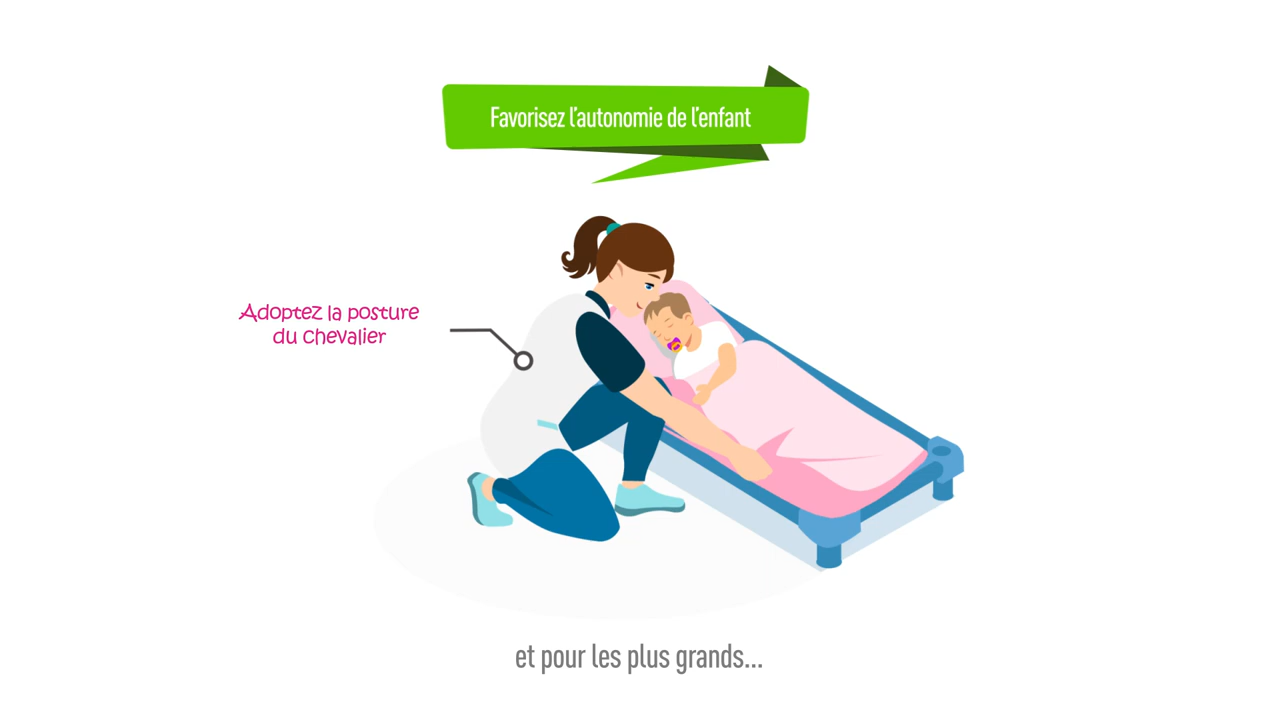 Favorisez l'autonomie de l'enfant
Adoptez la posture
du chevalier
et pour les plus grands...